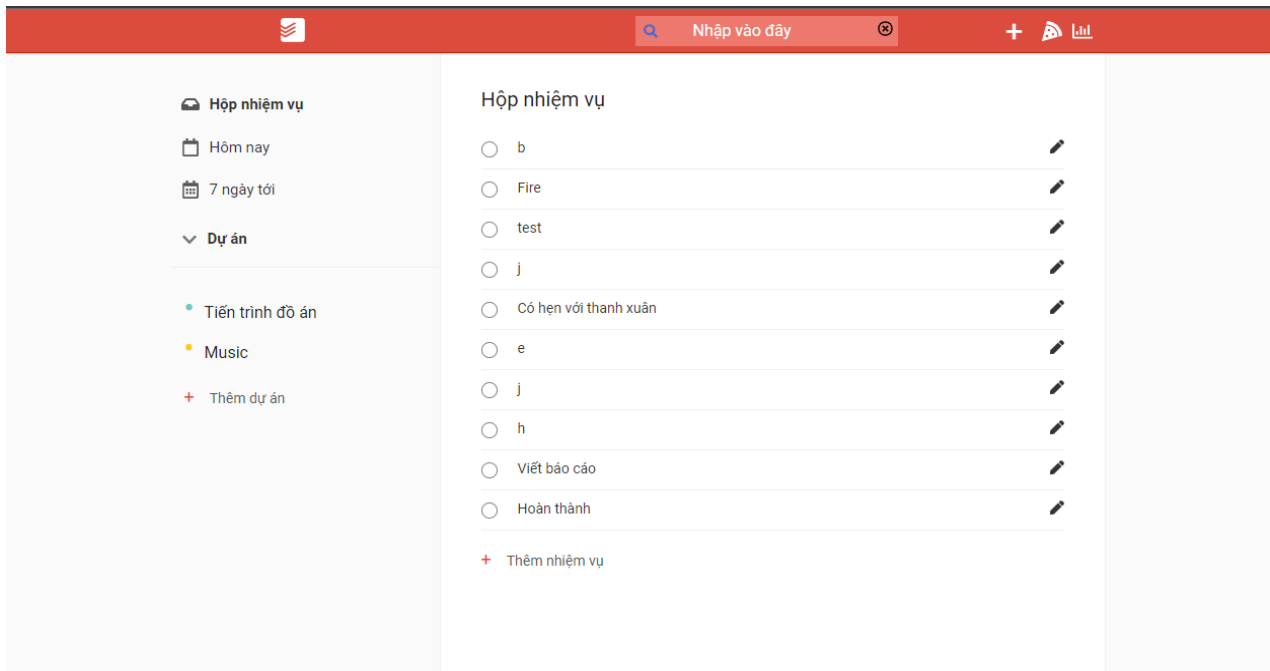 Nhập vào đây
Hộp nhiệm vụ
Hôm nay
7 ngày tới
Dự án
Tiến trình đồ án
Music
+ Thêm dự án
Hộp nhiệm vụ
b
Fire
test
j
Có hẹn với thanh xuân
e
j
h
Viết báo cáo
Hoàn thành
+ Thêm nhiệm vụ